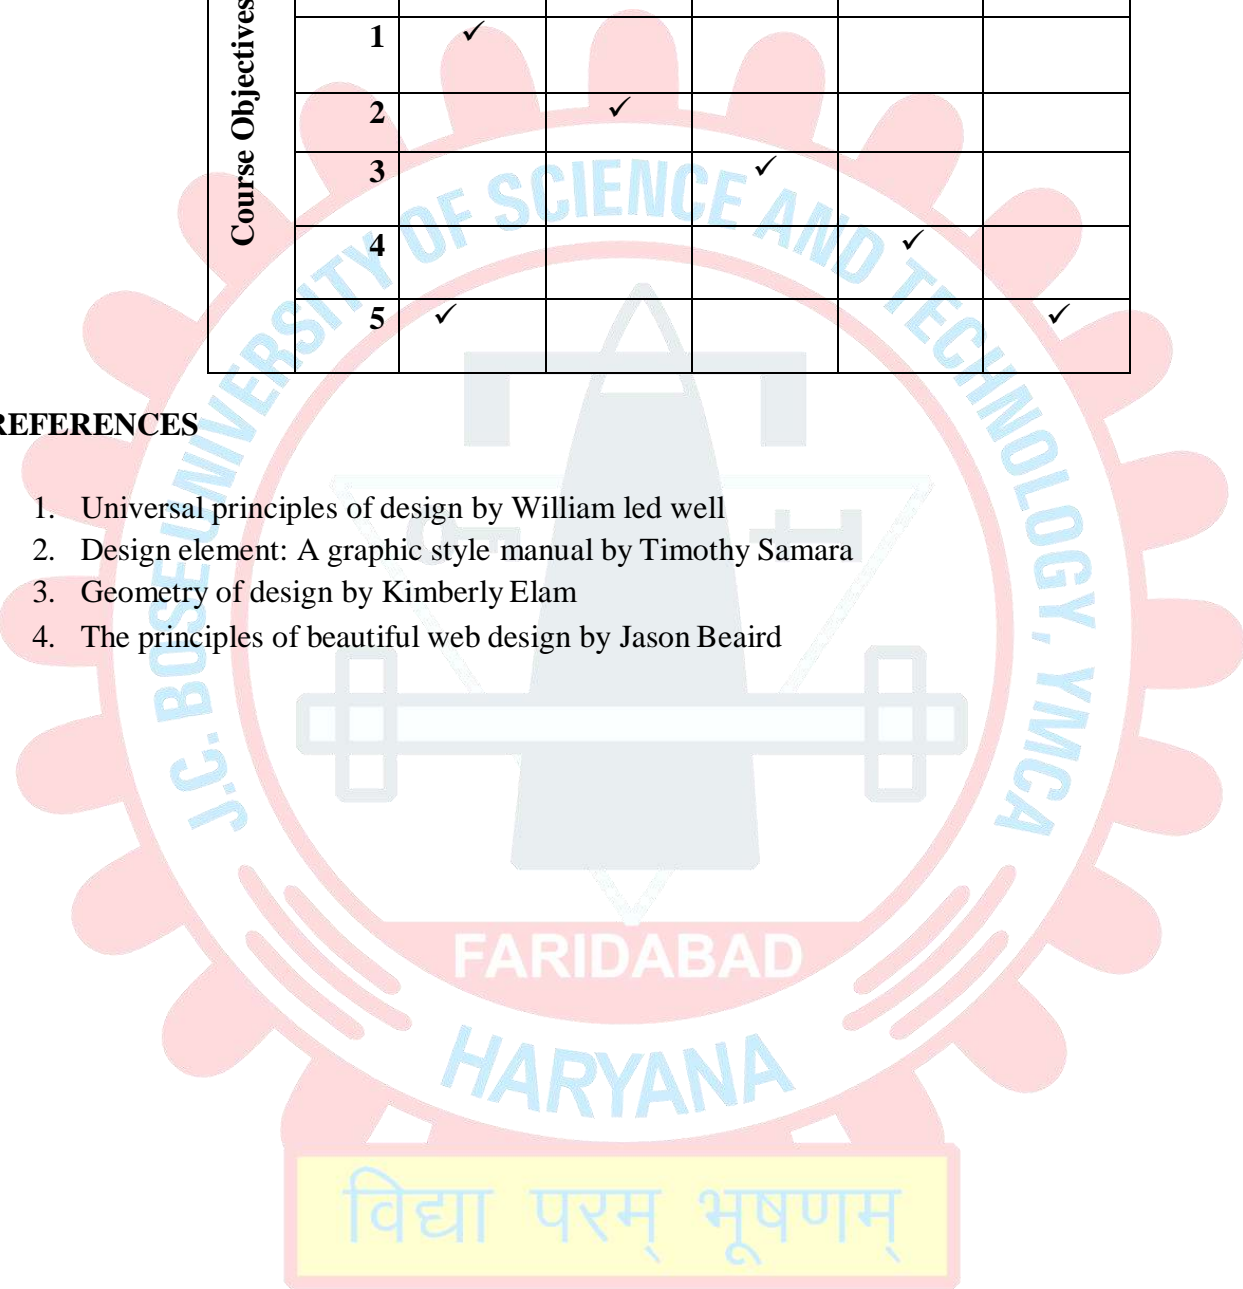 Course Objectives
1 ✓
2 ✓
3 ✓
4 ✓
5 ✓ ✓
REFERENCES
1. Universal principles of design by William led well
2. Design element: A graphic style manual by Timothy Samara
3. Geometry of design by Kimberly Elam
4. The principles of beautiful web design by Jason Beaird
J.C. BOSE UNIVERSITY OF SCIENCE AND TECHNOLOGY, YMCA
FARIDABAD
HARYANA
विद्या परम् भूषणम्